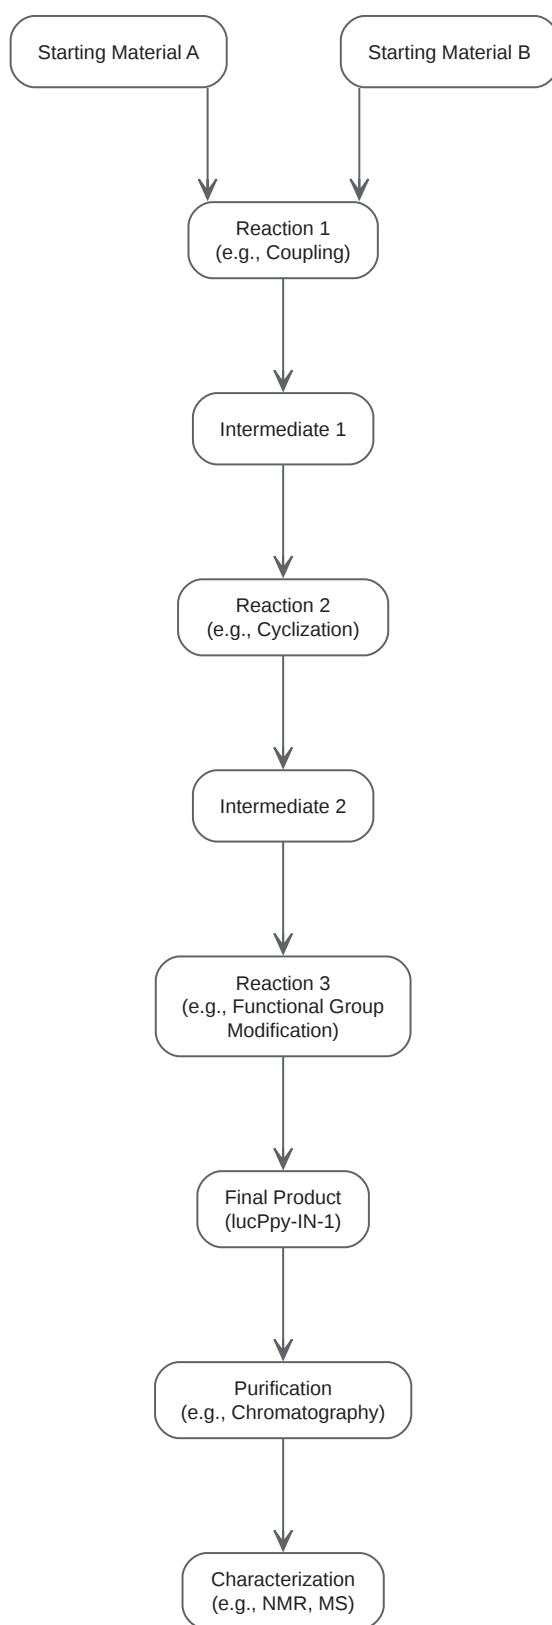 Starting Material A
Starting Material B
Reaction 1
(e.g., Coupling)
Intermediate 1
Reaction 2
(e.g., Cyclization)
Intermediate 2
Reaction 3
(e.g., Functional Group
Modification)
Final Product
(lucPpy-IN-1)
Purification
(e.g., Chromatography)
Characterization
(e.g., NMR, MS)